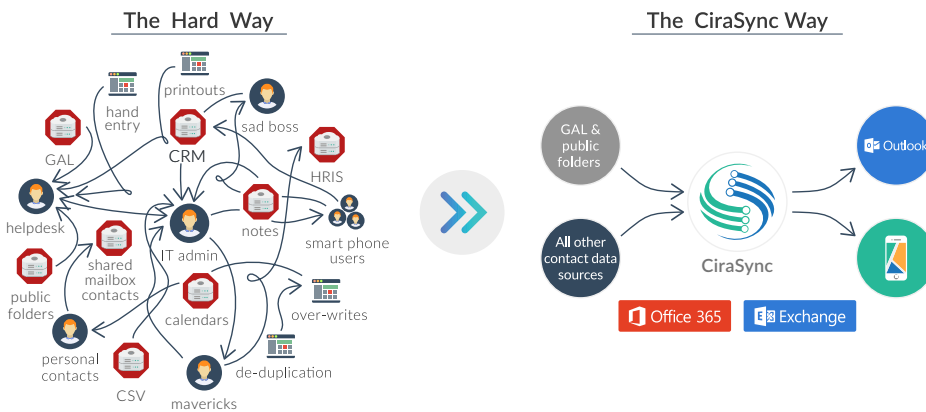 The Hard Way
printouts
hand
entry
sad boss
GAL
CRM
HRIS
helpdesk
IT admin
notes
smart phone
users
public
folders
shared
mailbox
contacts
calendars
over-writes
personal
contacts
CSV
mavericks
de-duplication
The CiraSync Way
GAL &
public
folders
Outlook
All other
contact data
sources
CiraSync
Office 365
Exchange